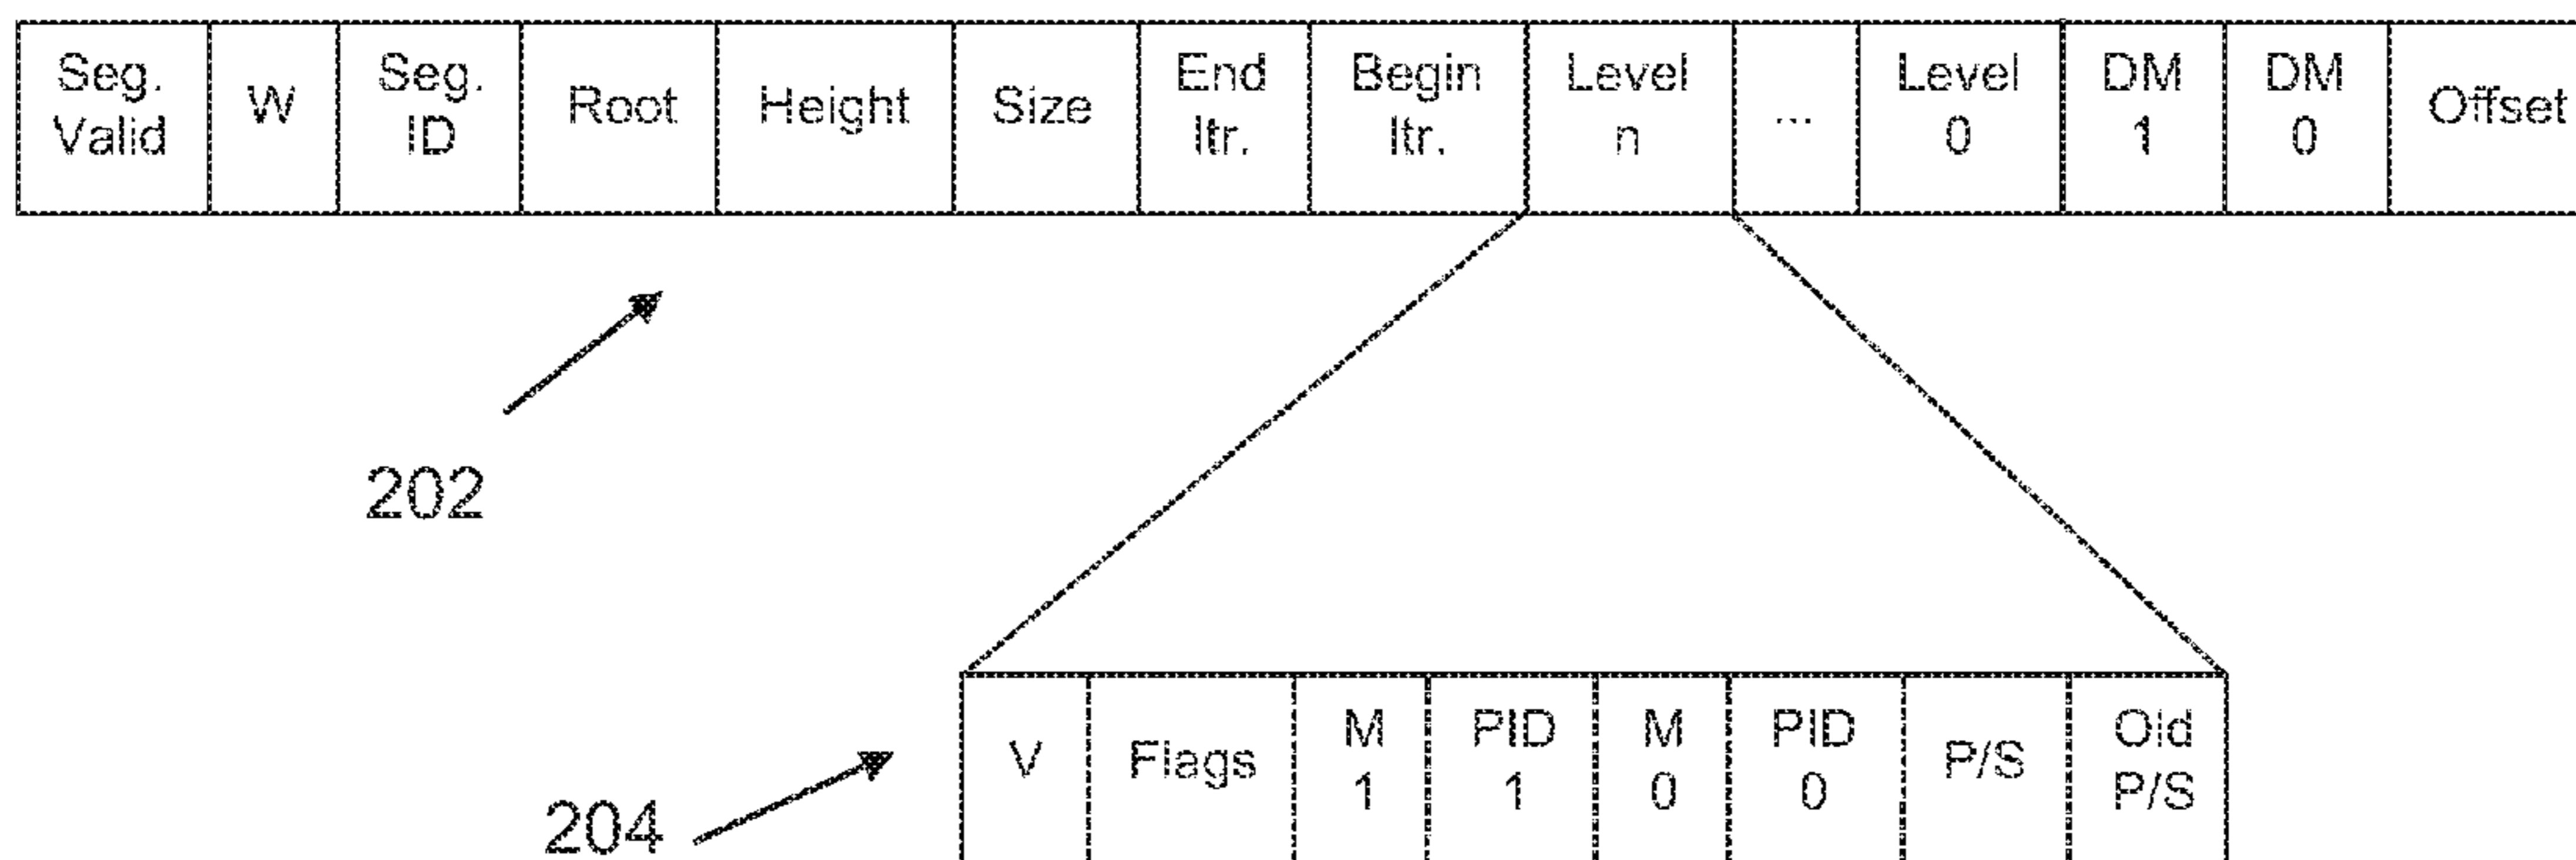 Seg. Valid W Seg. ID Root Height Size End Itr. Begin Itr. Level n ... Level 0 DM 1 DM 0 Offset
202
V Flags M 1 PID 1 M 0 PID 0 P/S Old P/S
204